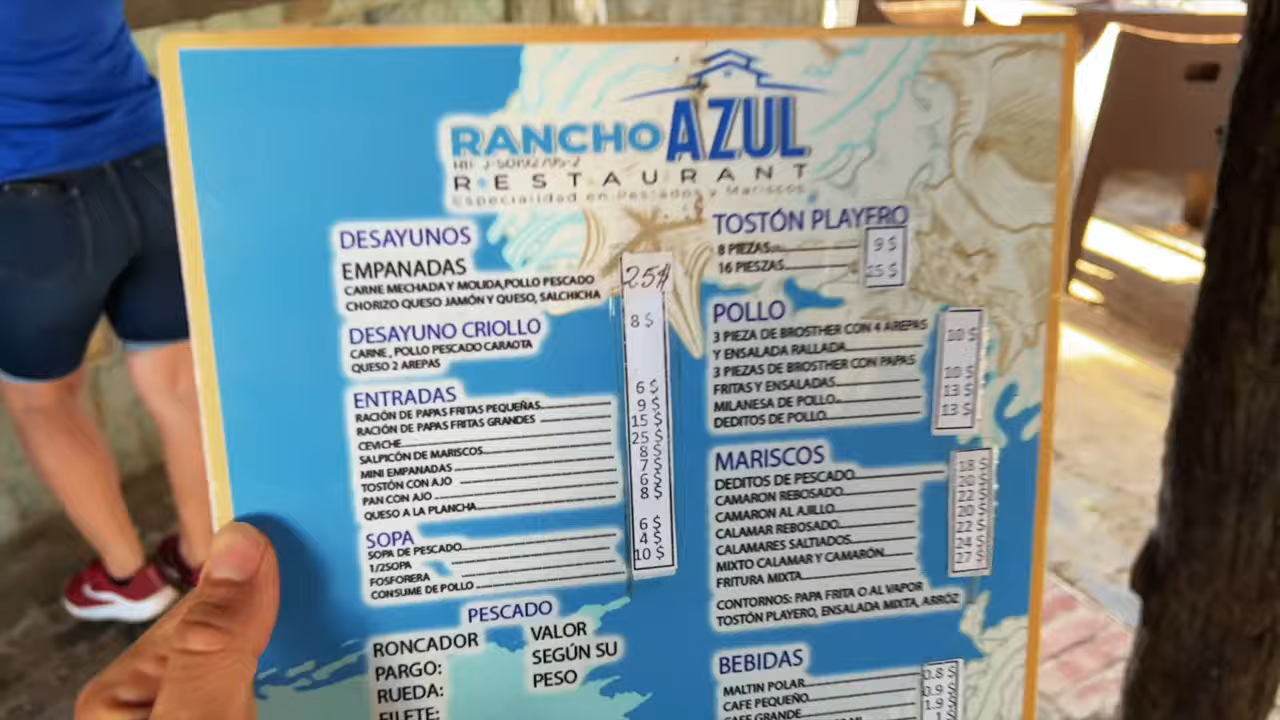 RANCHO AZUL
RESTAURANT
Especialidad en Pescados y Mariscos
DESAYUNOS
EMPANADAS
CARNE MECHADA Y MOLIDA,POLLO PESCADO
CHORIZO QUESO JAMÓN Y QUESO, SALCHICHA
25$
DESAYUNO CRIOLLO
8 $
CARNE, POLLO PESCADO CARAOTA
QUESO 2 AREPAS
ENTRADAS
RACIÓN DE PAPAS FRITAS PEQUEÑAS
RACIÓN DE PAPAS FRITAS GRANDES
CEVICHE
SALPICÓN DE MARISCOS
MINI EMPANADAS
TOSTÓN CON AJO
PAN CON AJO
QUESO A LA PLANCHA
6 $
9 $
15 $
25 $
8 $
7 $
6 $
8 $
SOPA
SOPA DE PESCADO
1/2SOPA
FOSFORERA
CONSUME DE POLLO
6 $
4 $
10 $
PESCADO
RONCADOR
PARGO:
RUEDA:
FILETE:
VALOR
SEGÚN SU
PESO
TOSTÓN PLAYERO
8 PIEZAS
16 PIESZAS
9 $
15 $
POLLO
3 PIEZA DE BROSTHER CON 4 AREPAS
Y ENSALADA RALLADA
3 PIEZAS DE BROSTHER CON PAPAS
FRITAS Y ENSALADAS
MILANESA DE POLLO
DEDITOS DE POLLO
10 $
10 $
13 $
13 $
MARISCOS
DEDITOS DE PESCADO
CAMARON REBOSADO
CAMARON AL AJILLO
CALAMAR REBOSADO
CALAMARES SALTIADOS
MIXTO CALAMAR Y CAMARÓN
FRITURA MIXTA
18 $
20 $
22 $
20 $
22 $
24 $
27 $
CONTORNOS: PAPA FRITA O AL VAPOR
TOSTÓN PLAYERO, ENSALADA MIXTA, ARRÓZ
BEBIDAS
MALTIN POLAR
CAFE PEQUEÑO
CAFE GRANDE
0.8 $
0.9 $
1.9 $